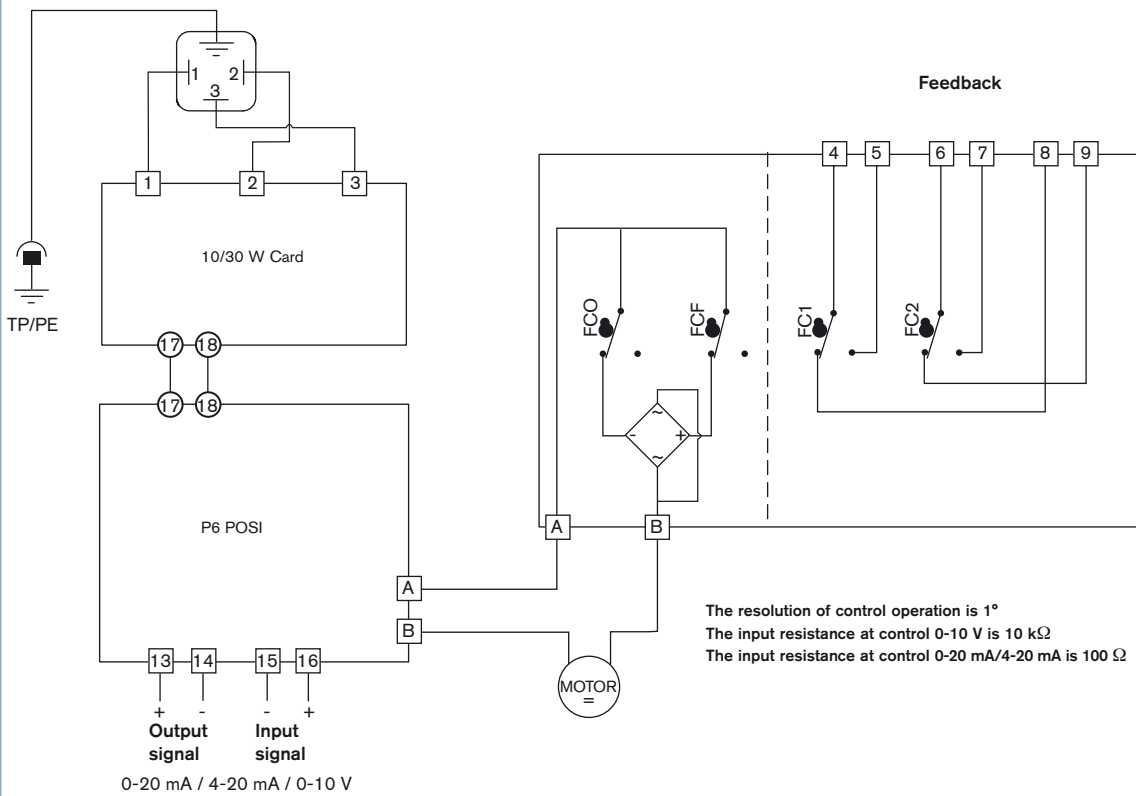 1 2
3
1 2 3
10/30 W Card
TP/PE
17 18
17 18
P6 POSI
A
B
13 14 15 16
+ - - +
Output signal
Input signal
0-20 mA / 4-20 mA / 0-10 V
Feedback
4 5 6 7 8 9
FCO FCF FC1 FC2
~
- +
~
A B
MOTOR
=
The resolution of control operation is 1°
The input resistance at control 0-10 V is 10 kΩ
The input resistance at control 0-20 mA/4-20 mA is 100 Ω